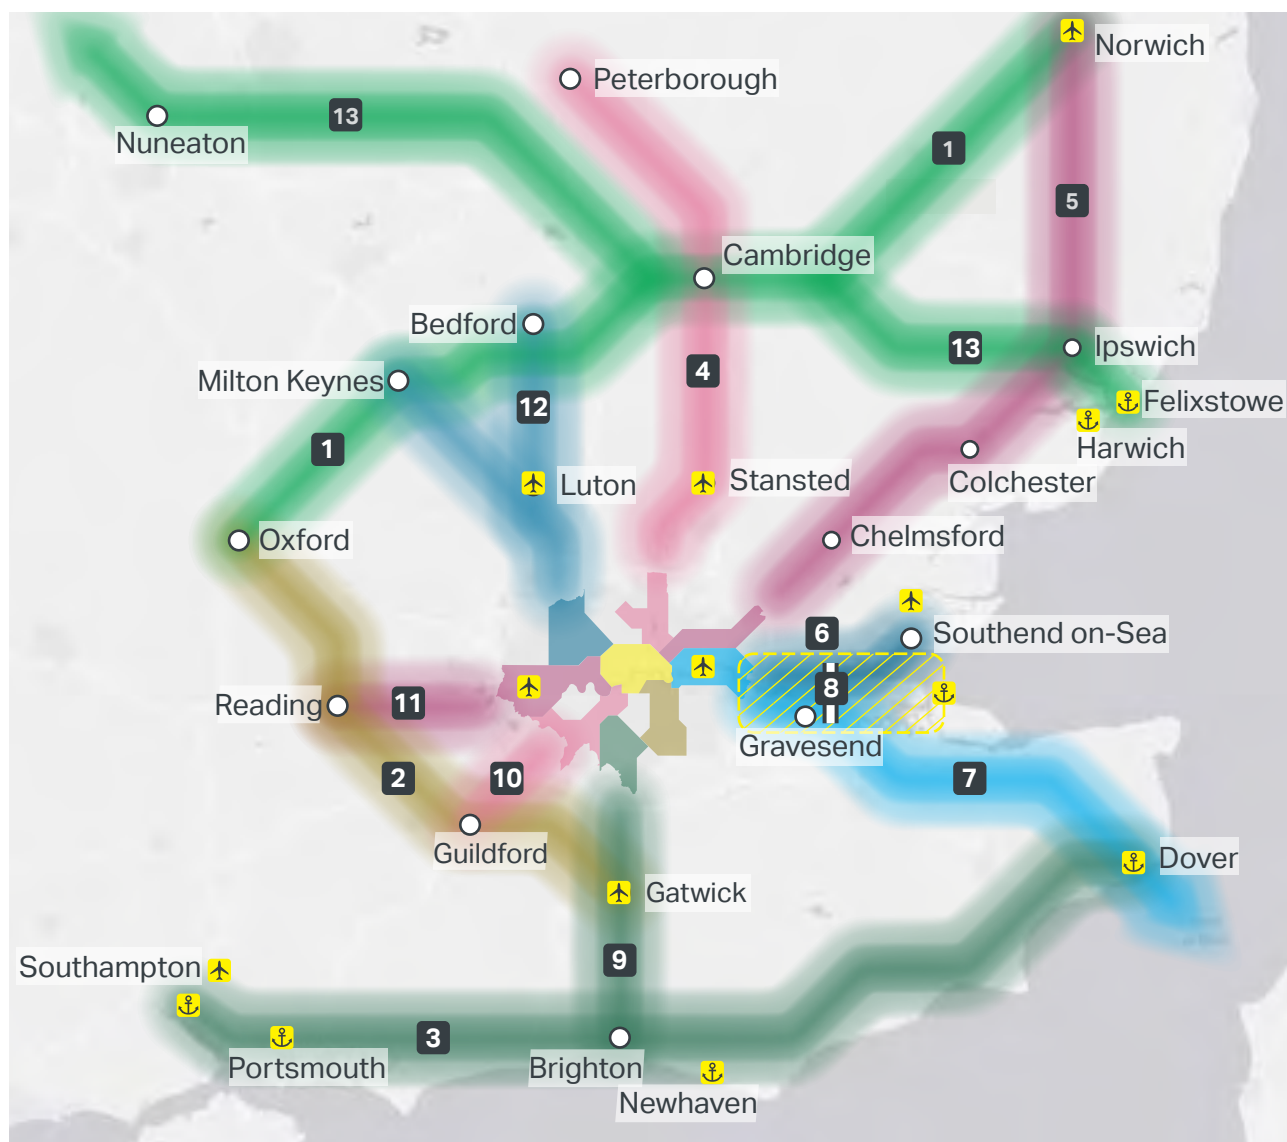 Norwich
Peterborough
13
Nuneaton
1
5
Cambridge
Bedford
13
Ipswich
Milton Keynes
4
12
Felixstowe
1
Harwich
Luton
Stansted
Colchester
Oxford
Chelmsford
6
Southend on-Sea
8
Reading
11
Gravesend
2
10
7
Guildford
Dover
Gatwick
9
Southampton
3
Portsmouth
Brighton
Newhaven